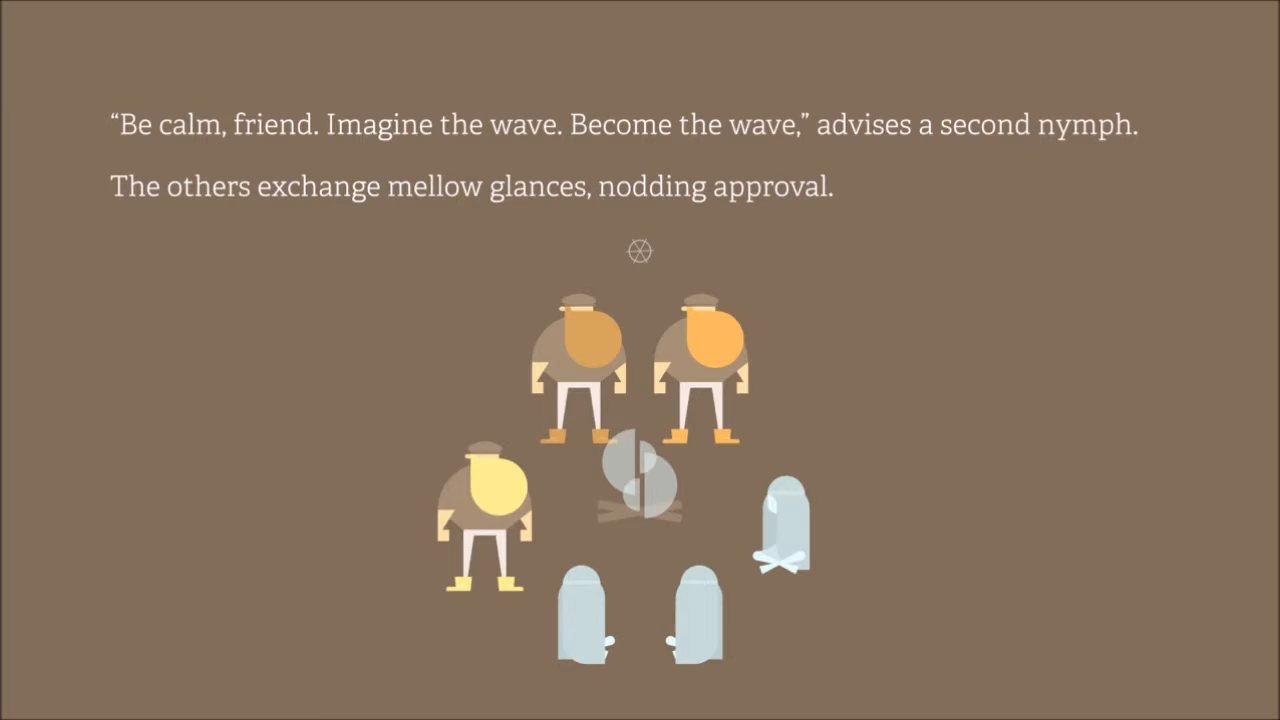 “Be calm, friend. Imagine the wave. Become the wave,” advises a second nymph.
The others exchange mellow glances, nodding approval.